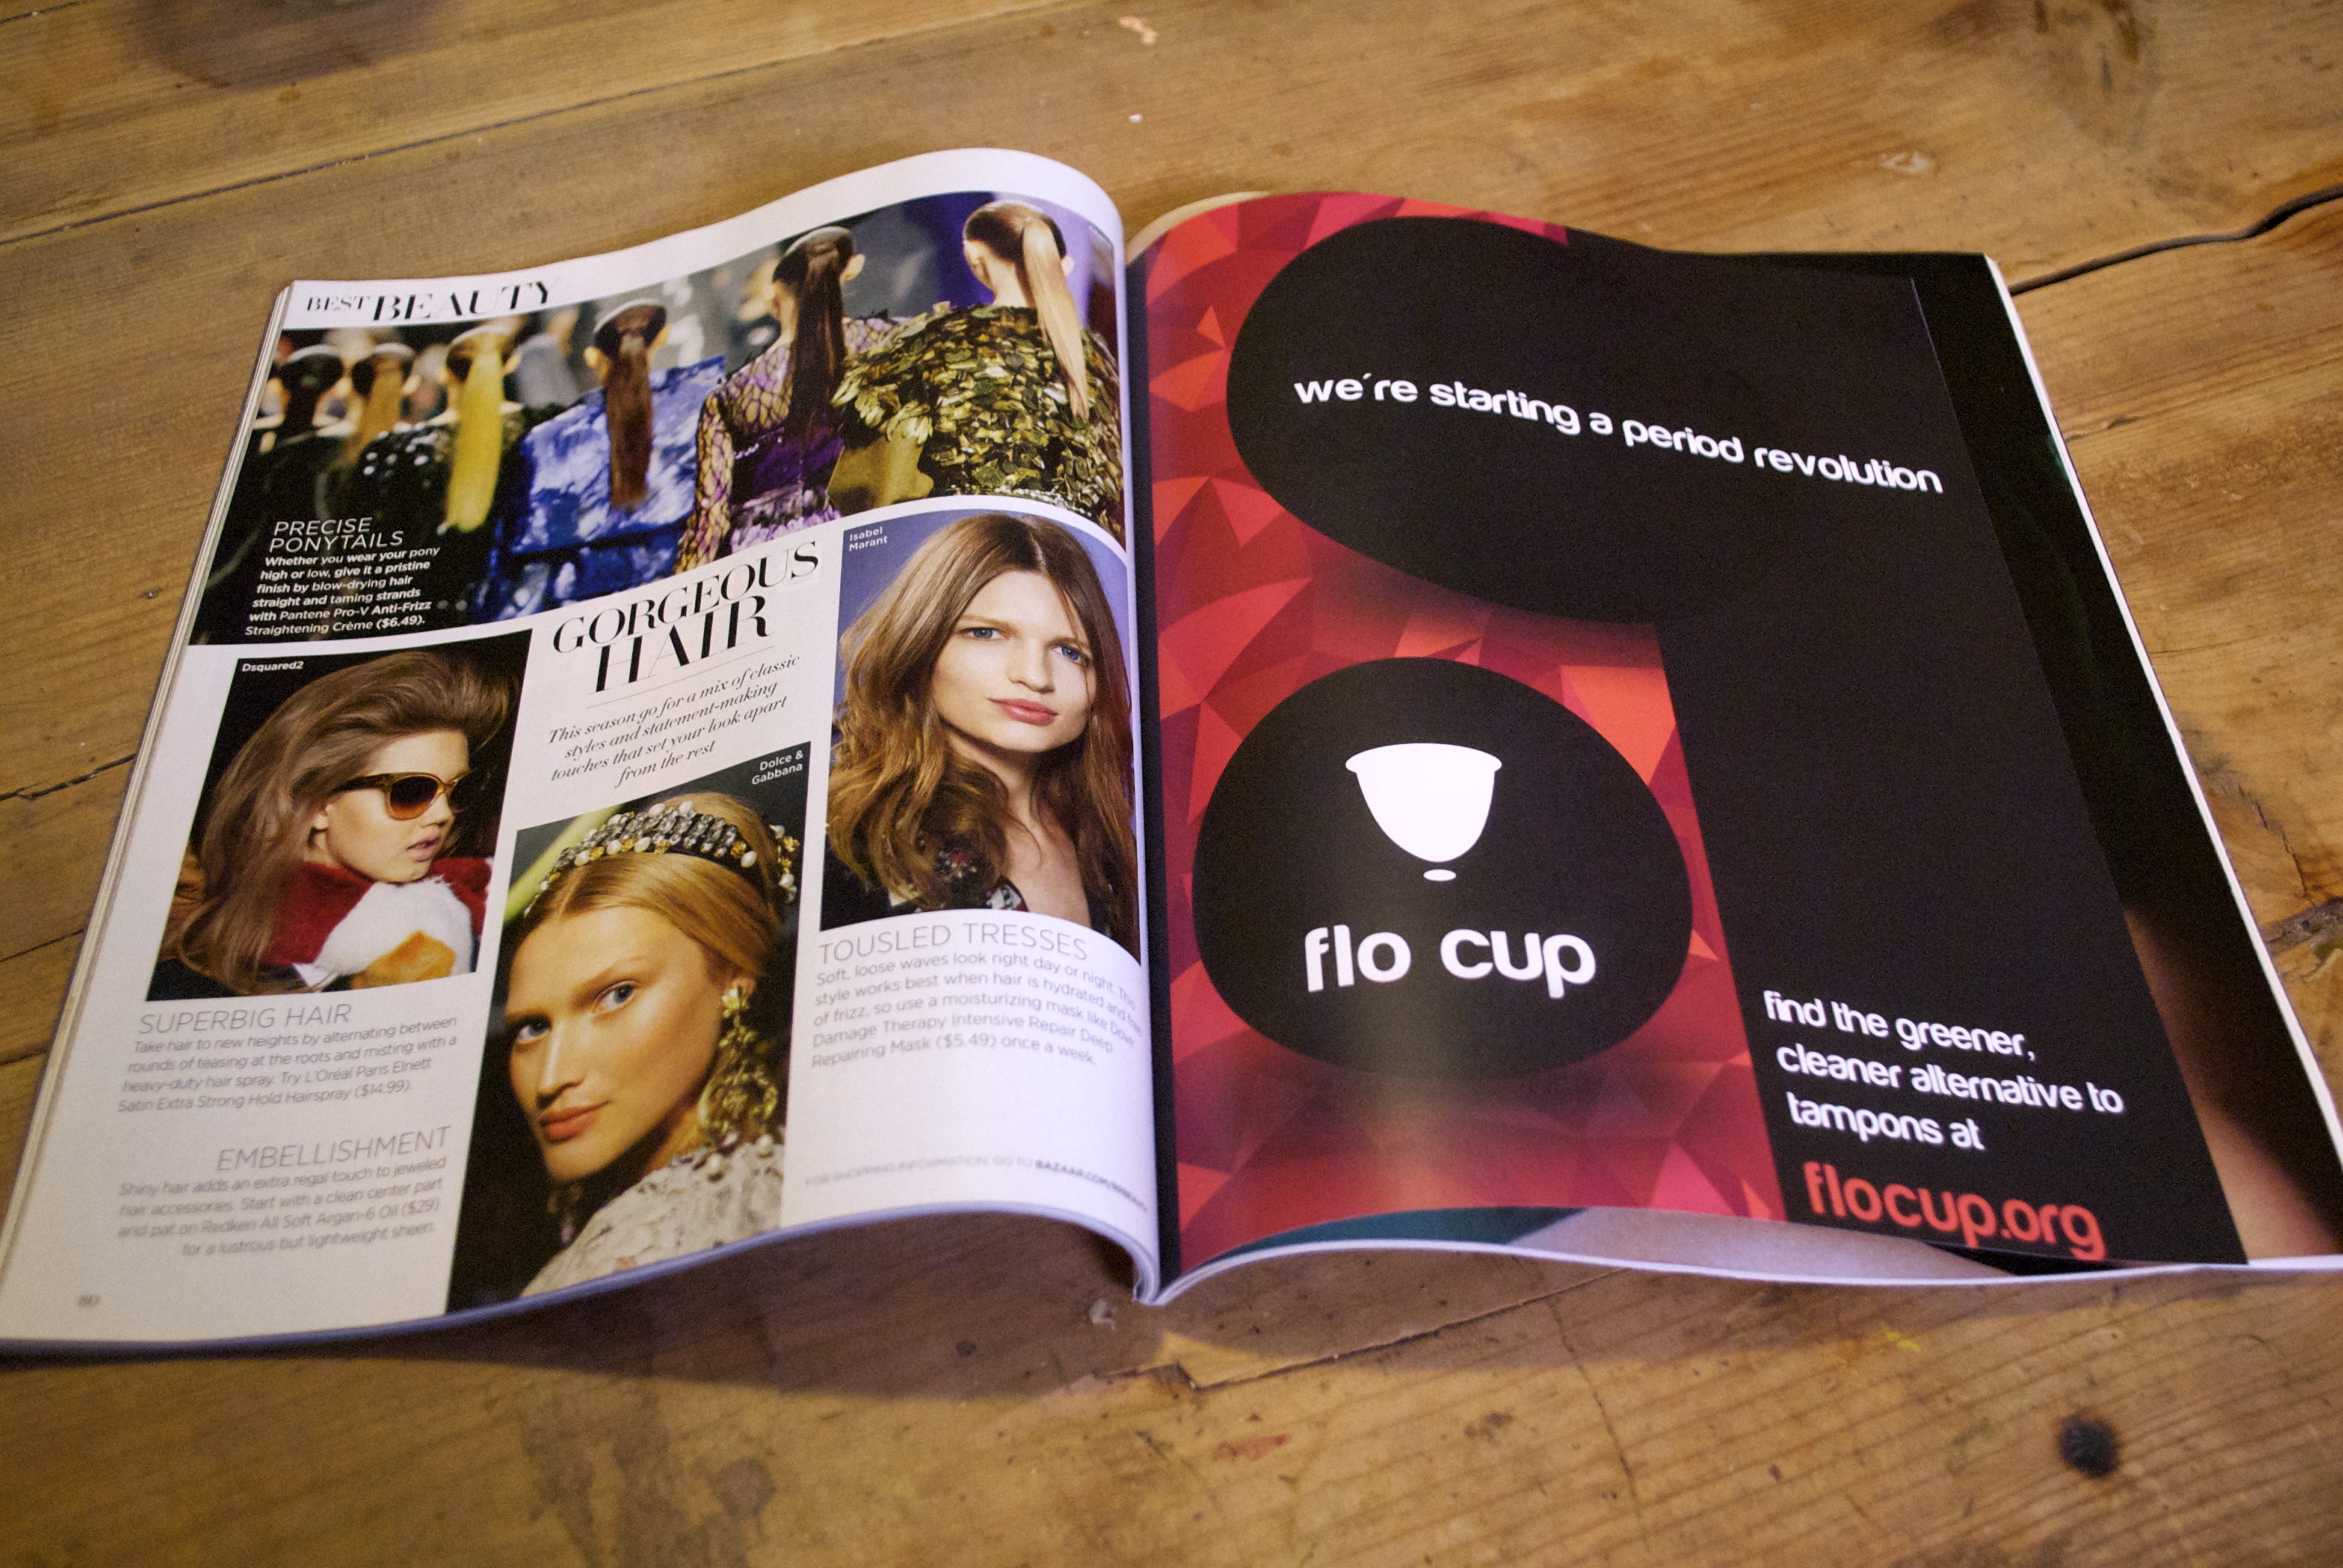 BEST BEAUTY
PRECISE
PONYTAILS
Whether you wear your pony
high or low, give it a pristine
finish by blow-drying hair
straight and taming strands
with Pantene Pro-V Anti-Frizz
Straightening Crème ($6.49).
GORGEOUS
HAIR
This season go for a mix of classic
styles and statement-making
touches that set your look apart
from the rest
Isabel
Marant
Dsquared2
Dolce &
Gabbana
SUPERBIG HAIR
Take hair to new heights by alternating between
rounds of teasing at the roots and misting with a
heavy-duty hair spray. Try L'Oréal Paris Elnett
Satin Extra Strong Hold Hairspray ($14.99).
EMBELLISHMENT
Shiny hair adds an extra regal touch to jeweled
hair accessories. Start with a clean center part
and pat on Redken All Soft Argan-6 Oil ($29)
for a lustrous but lightweight sheen.
TOUSLED TRESSES
Soft, loose waves look right day or night. This
style works best when hair is hydrated and free
of frizz, so use a moisturizing mask like Dove
Damage Therapy Intensive Repair Deep
Repairing Mask ($5.49) once a week.
FOR SHOPPING INFORMATION, GO TO
80
we´re starting a period revolution
flo cup
find the greener,
cleaner alternative to
tampons at
flocup.org